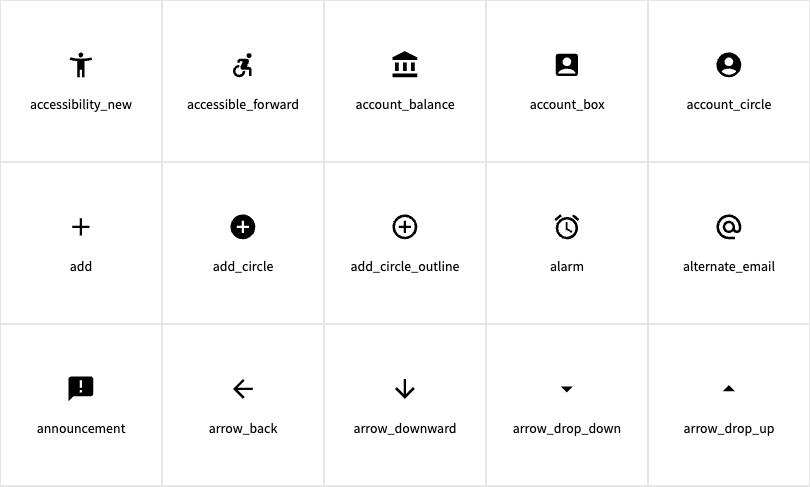 accessibility_new
accessible_forward
account_balance
account_box
account_circle
add
add_circle
add_circle_outline
alarm
alternate_email
announcement
arrow_back
arrow_downward
arrow_drop_down
arrow_drop_up